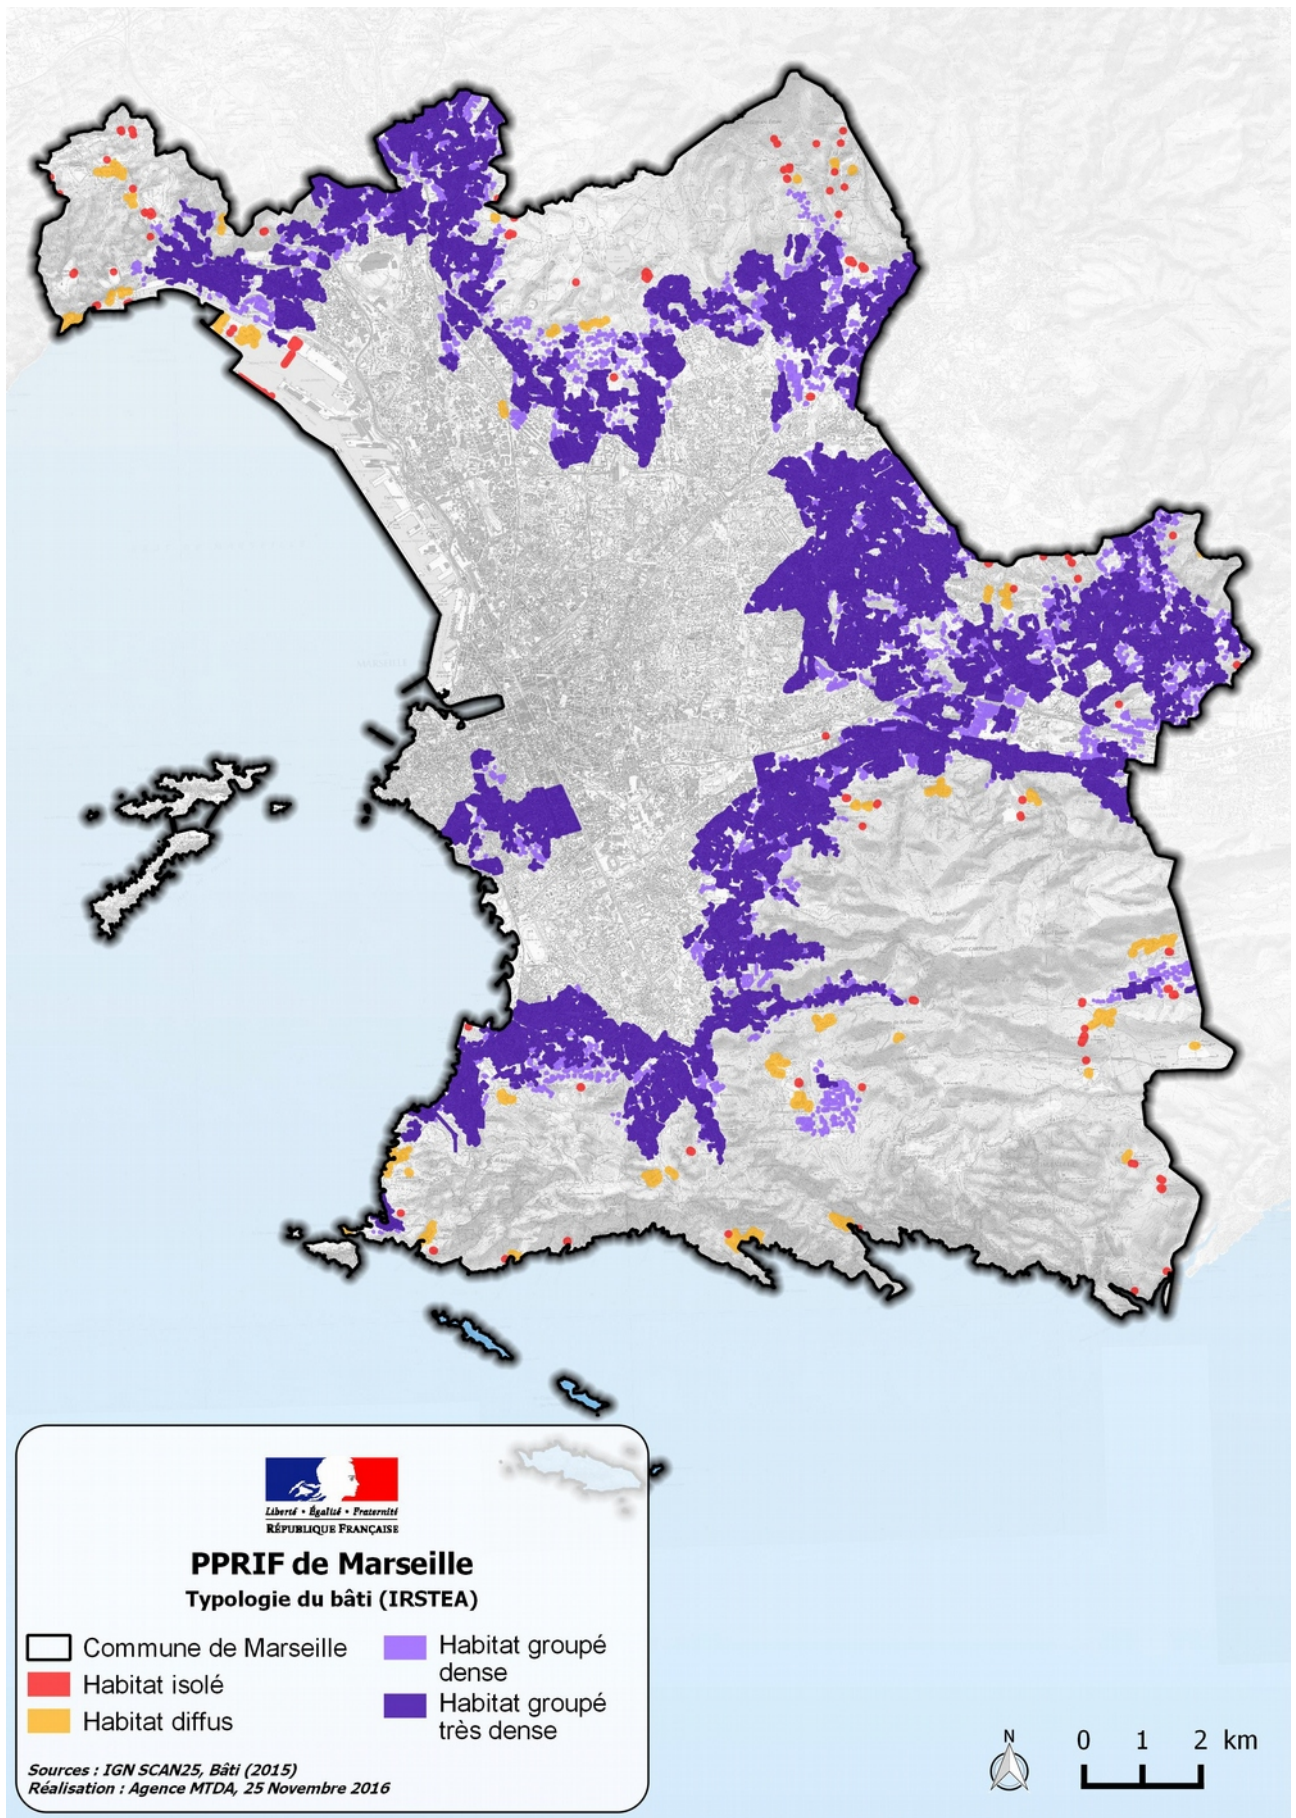 Liberté • Égalité • Fraternité
RÉPUBLIQUE FRANÇAISE
PPRIF de Marseille
Typologie du bâti (IRSTEA)
Commune de Marseille
Habitat isolé
Habitat diffus
Habitat groupé
dense
Habitat groupé
très dense
Sources : IGN SCAN25, Bâti (2015)
Réalisation : Agence MTDA, 25 Novembre 2016
N
0 1 2 km